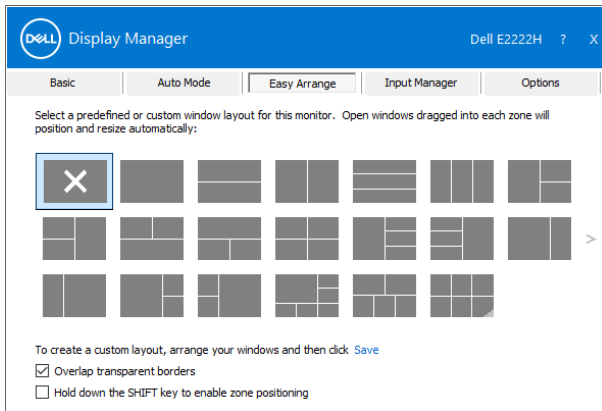 DELL Display Manager Dell E2222H ? X
Basic Auto Mode Easy Arrange Input Manager Options
Select a predefined or custom window layout for this monitor. Open windows dragged into each zone will
position and resize automatically:
To create a custom layout, arrange your windows and then click Save
Overlap transparent borders
Hold down the SHIFT key to enable zone positioning